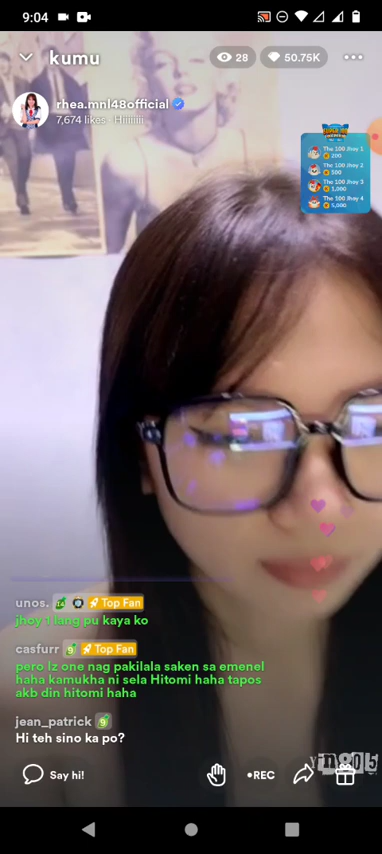 9:04
kumu
28
50.75K
rhea.mnl48official
7,674 likes · Hiiiiiiii
The 100 Jhay 1
200
The 100 Jhay 2
500
The 100 Jhay 3
1,000
The 100 Jhay 4
5,000
unos. 14 Top Fan
jhoy 1 lang pu kaya ko
casfurr 9 Top Fan
pero lz one nag pakilala saken sa emenel
haha kamukha ni sela Hitomi haha tapos
akb din hitomi haha
jean_patrick 9
Hi teh sino ka po?
Say hi!
•REC